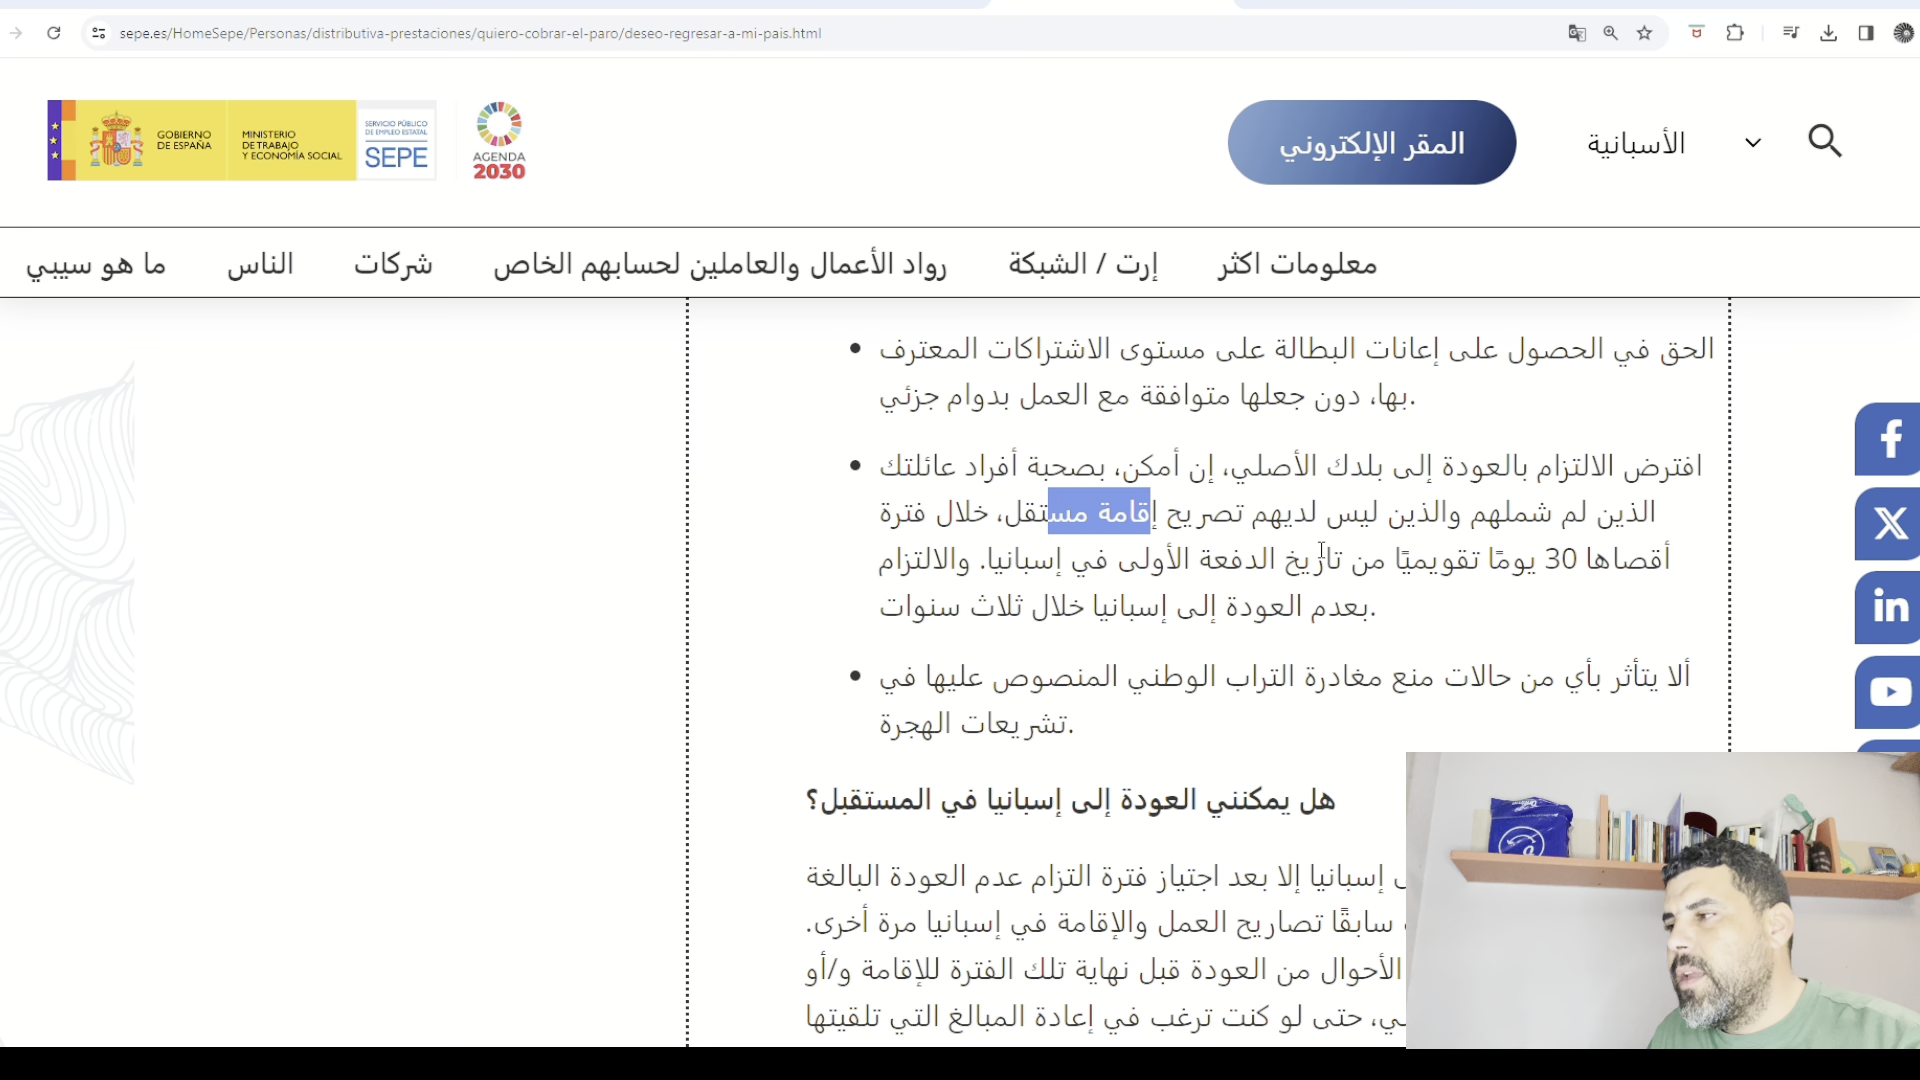 sepe.es/HomeSepe/Personas/distributiva-prestaciones/quiero-cobrar-el-paro/deseo-regresar-a-mi-pais.html
GOBIERNO
DE ESPAÑA
MINISTERIO
DE TRABAJO
Y ECONOMÍA SOCIAL
SERVICIO PÚBLICO
DE EMPLEO ESTATAL
SEPE
AGENDA
2030
المقر الإلكتروني
الأسبانية
ما هو سيبي
الناس
شركات
رواد الأعمال والعاملين لحسابهم الخاص
إرت / الشبكة
معلومات اكثر
الحق في الحصول على إعانات البطالة على مستوى الاشتراكات المعترف
بها، دون جعلها متوافقة مع العمل بدوام جزئي.
افترض الالتزام بالعودة إلى بلدك الأصلي، إن أمكن، بصحبة أفراد عائلتك
الذين لم شملهم والذين ليس لديهم تصريح إقامة مستقل، خلال فترة
أقصاها 30 يومًا تقويميًا من تاريخ الدفعة الأولى في إسبانيا. والالتزام
بعدم العودة إلى إسبانيا خلال ثلاث سنوات.
ألا يتأثر بأي من حالات منع مغادرة التراب الوطني المنصوص عليها في
تشريعات الهجرة.
هل يمكنني العودة إلى إسبانيا في المستقبل؟
إسبانيا إلا بعد اجتياز فترة التزام عدم العودة البالغة
سابقًا تصاريح العمل والإقامة في إسبانيا مرة أخرى.
الأحوال من العودة قبل نهاية تلك الفترة للإقامة و/أو
، حتى لو كنت ترغب في إعادة المبالغ التي تلقيتها